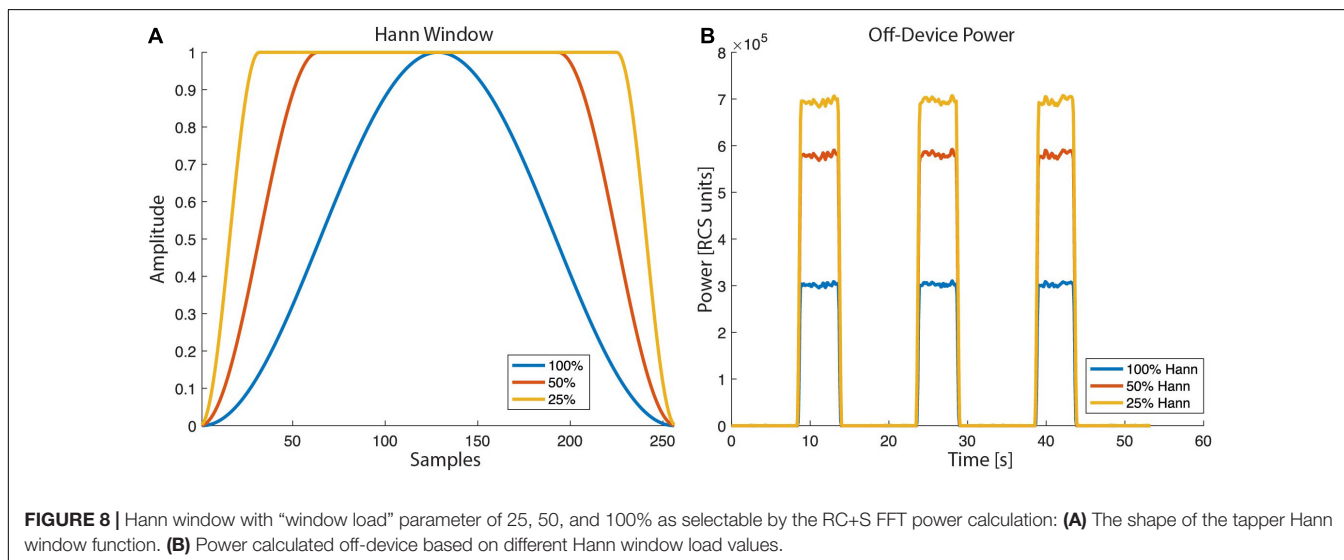 A
Hann Window
1
0.9
0.8
0.7
0.6
0.5
0.4
0.3
0.2
0.1
0
Amplitude
50
100
150
200
250
Samples
100%
50%
25%
B
Off-Device Power
×10⁵
8
7
6
5
4
3
2
1
0
Power [RCS units]
0
10
20
30
40
50
60
Time [s]
100% Hann
50% Hann
25% Hann
FIGURE 8 | Hann window with “window load” parameter of 25, 50, and 100% as selectable by the RC+S FFT power calculation: (A) The shape of the tapper Hann
window function. (B) Power calculated off-device based on different Hann window load values.